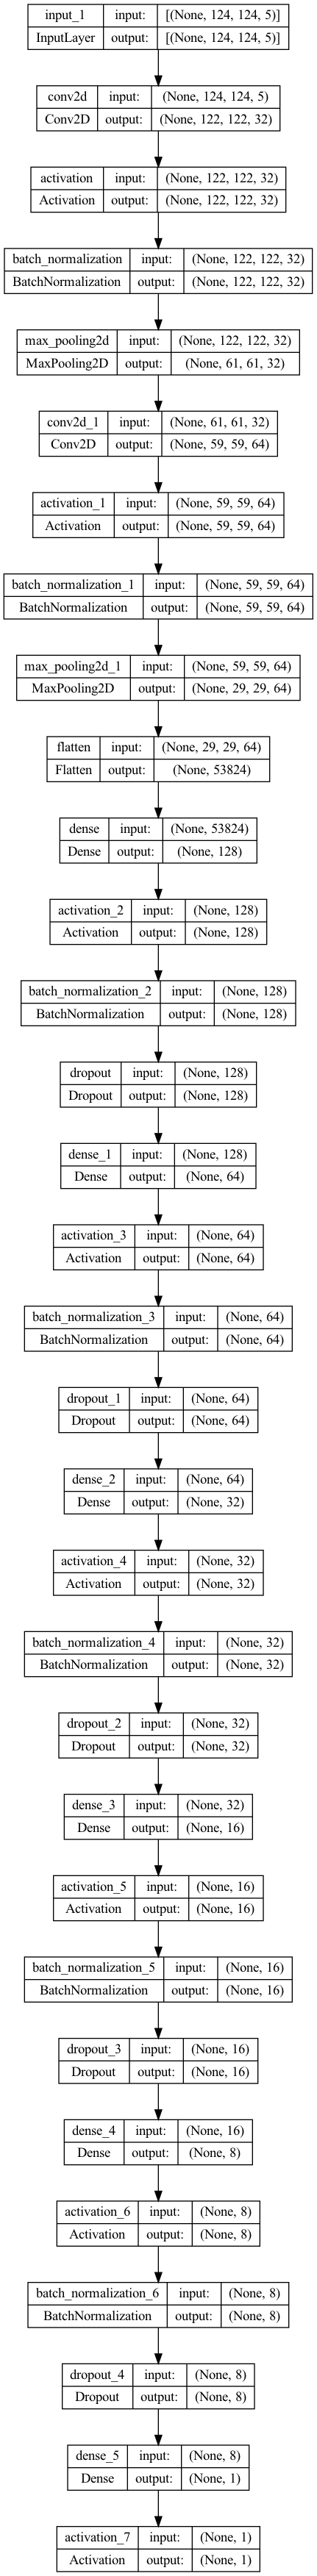 input_1 input: [(None, 124, 124, 5)]
InputLayer output: [(None, 124, 124, 5)]
conv2d input: (None, 124, 124, 5)
Conv2D output: (None, 122, 122, 32)
activation input: (None, 122, 122, 32)
Activation output: (None, 122, 122, 32)
batch_normalization input: (None, 122, 122, 32)
BatchNormalization output: (None, 122, 122, 32)
max_pooling2d input: (None, 122, 122, 32)
MaxPooling2D output: (None, 61, 61, 32)
conv2d_1 input: (None, 61, 61, 32)
Conv2D output: (None, 59, 59, 64)
activation_1 input: (None, 59, 59, 64)
Activation output: (None, 59, 59, 64)
batch_normalization_1 input: (None, 59, 59, 64)
BatchNormalization output: (None, 59, 59, 64)
max_pooling2d_1 input: (None, 59, 59, 64)
MaxPooling2D output: (None, 29, 29, 64)
flatten input: (None, 29, 29, 64)
Flatten output: (None, 53824)
dense input: (None, 53824)
Dense output: (None, 128)
activation_2 input: (None, 128)
Activation output: (None, 128)
batch_normalization_2 input: (None, 128)
BatchNormalization output: (None, 128)
dropout input: (None, 128)
Dropout output: (None, 128)
dense_1 input: (None, 128)
Dense output: (None, 64)
activation_3 input: (None, 64)
Activation output: (None, 64)
batch_normalization_3 input: (None, 64)
BatchNormalization output: (None, 64)
dropout_1 input: (None, 64)
Dropout output: (None, 64)
dense_2 input: (None, 64)
Dense output: (None, 32)
activation_4 input: (None, 32)
Activation output: (None, 32)
batch_normalization_4 input: (None, 32)
BatchNormalization output: (None, 32)
dropout_2 input: (None, 32)
Dropout output: (None, 32)
dense_3 input: (None, 32)
Dense output: (None, 16)
activation_5 input: (None, 16)
Activation output: (None, 16)
batch_normalization_5 input: (None, 16)
BatchNormalization output: (None, 16)
dropout_3 input: (None, 16)
Dropout output: (None, 16)
dense_4 input: (None, 16)
Dense output: (None, 8)
activation_6 input: (None, 8)
Activation output: (None, 8)
batch_normalization_6 input: (None, 8)
BatchNormalization output: (None, 8)
dropout_4 input: (None, 8)
Dropout output: (None, 8)
dense_5 input: (None, 8)
Dense output: (None, 1)
activation_7 input: (None, 1)
Activation output: (None, 1)